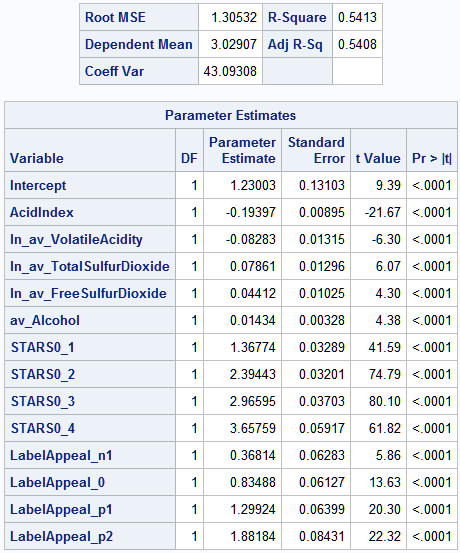 Root MSE 1.30532 R-Square 0.5413
Dependent Mean 3.02907 Adj R-Sq 0.5408
Coeff Var 43.09308
Parameter Estimates
Variable DF Parameter Estimate Standard Error t Value Pr > |t|
Intercept 1 1.23003 0.13103 9.39 <.0001
AcidIndex 1 -0.19397 0.00895 -21.67 <.0001
ln_av_VolatileAcidity 1 -0.08283 0.01315 -6.30 <.0001
ln_av_TotalSulfurDioxide 1 0.07861 0.01296 6.07 <.0001
ln_av_FreeSulfurDioxide 1 0.04412 0.01025 4.30 <.0001
av_Alcohol 1 0.01434 0.00328 4.38 <.0001
STARS0_1 1 1.36774 0.03289 41.59 <.0001
STARS0_2 1 2.39443 0.03201 74.79 <.0001
STARS0_3 1 2.96595 0.03703 80.10 <.0001
STARS0_4 1 3.65759 0.05917 61.82 <.0001
LabelAppeal_n1 1 0.36814 0.06283 5.86 <.0001
LabelAppeal_0 1 0.83488 0.06127 13.63 <.0001
LabelAppeal_p1 1 1.29924 0.06399 20.30 <.0001
LabelAppeal_p2 1 1.88184 0.08431 22.32 <.0001